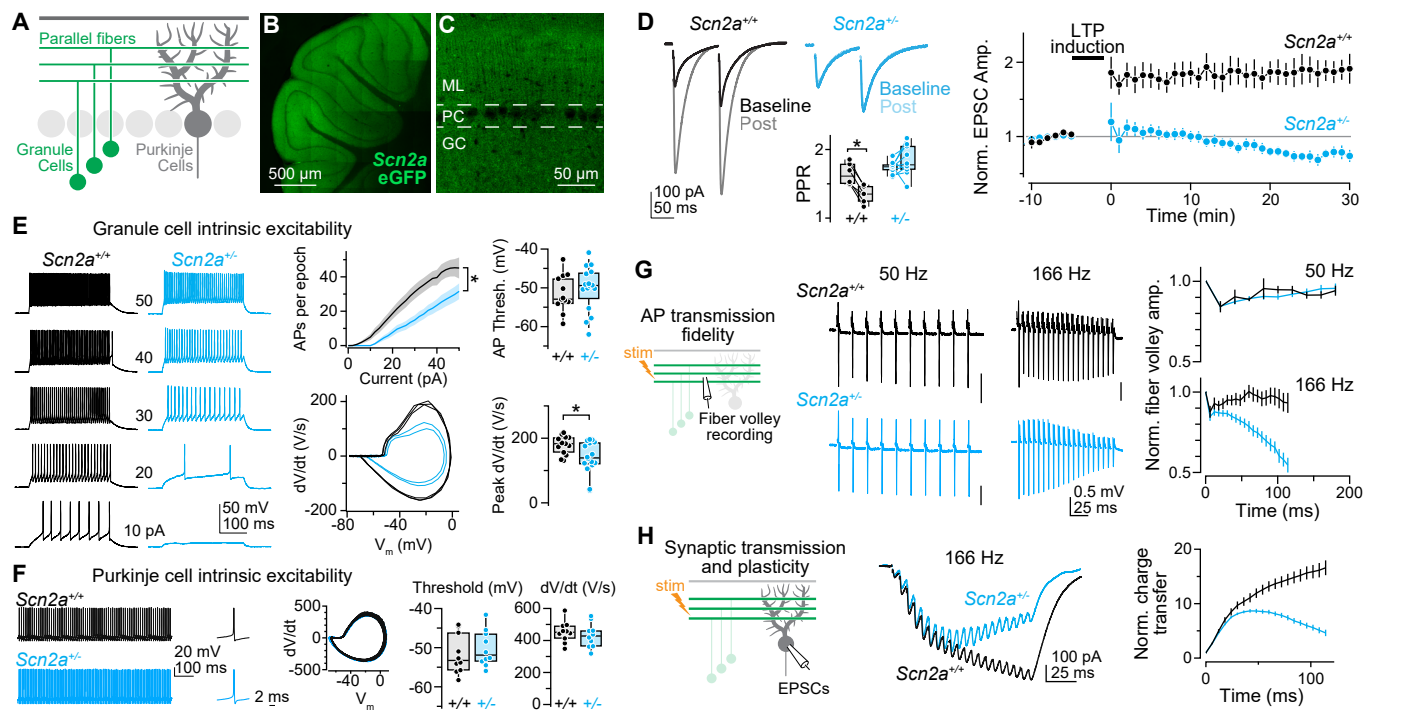 A
Parallel fibers
Granule
Cells
Purkinje
Cells
B
500 µm
Scn2a
eGFP
C
ML
PC
GC
50 µm
D
Scn2a+/+
Scn2a+/-
Baseline
Post
Baseline
Post
100 pA
50 ms
PPR
2
1
*
+/+
+/-
LTP
induction
Scn2a+/+
Scn2a+/-
Norm. EPSC Amp.
2
1
-10
0
10
20
30
Time (min)
E
Granule cell intrinsic excitability
Scn2a+/+
Scn2a+/-
50
40
30
20
10 pA
50 mV
100 ms
APs per epoch
40
20
0
0
20
40
Current (pA)
*
AP Thresh. (mV)
-40
-50
-60
+/+
+/-
dV/dt (V/s)
200
0
-200
-80
-40
0
Vm (mV)
Peak dV/dt (V/s)
200
0
*
F
Purkinje cell intrinsic excitability
Scn2a+/+
Scn2a+/-
20 mV
100 ms
2 ms
dV/dt
500
0
-500
-40
0
Vm
Threshold (mV)
-40
-60
+/+
+/-
dV/dt (V/s)
600
400
200
0
+/+
+/-
G
AP transmission
fidelity
stim
Fiber volley
recording
50 Hz
166 Hz
Scn2a+/+
Scn2a+/-
0.5 mV
25 ms
Norm. fiber volley amp.
50 Hz
1.0
0.5
166 Hz
1.0
0.5
0
100
200
Time (ms)
H
Synaptic transmission
and plasticity
stim
EPSCs
166 Hz
Scn2a+/-
Scn2a+/+
100 pA
25 ms
Norm. charge
transfer
20
10
0
0
100
Time (ms)